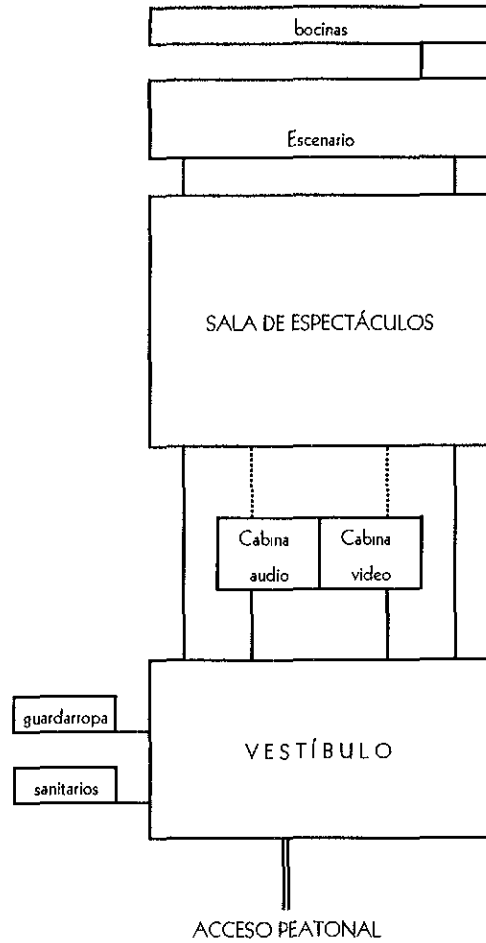 bocinas
Escenario
SALA DE ESPECTÁCULOS
Cabina Cabina
audio video
guardarropa
VESTÍBULO
sanitarios
ACCESO PEATONAL